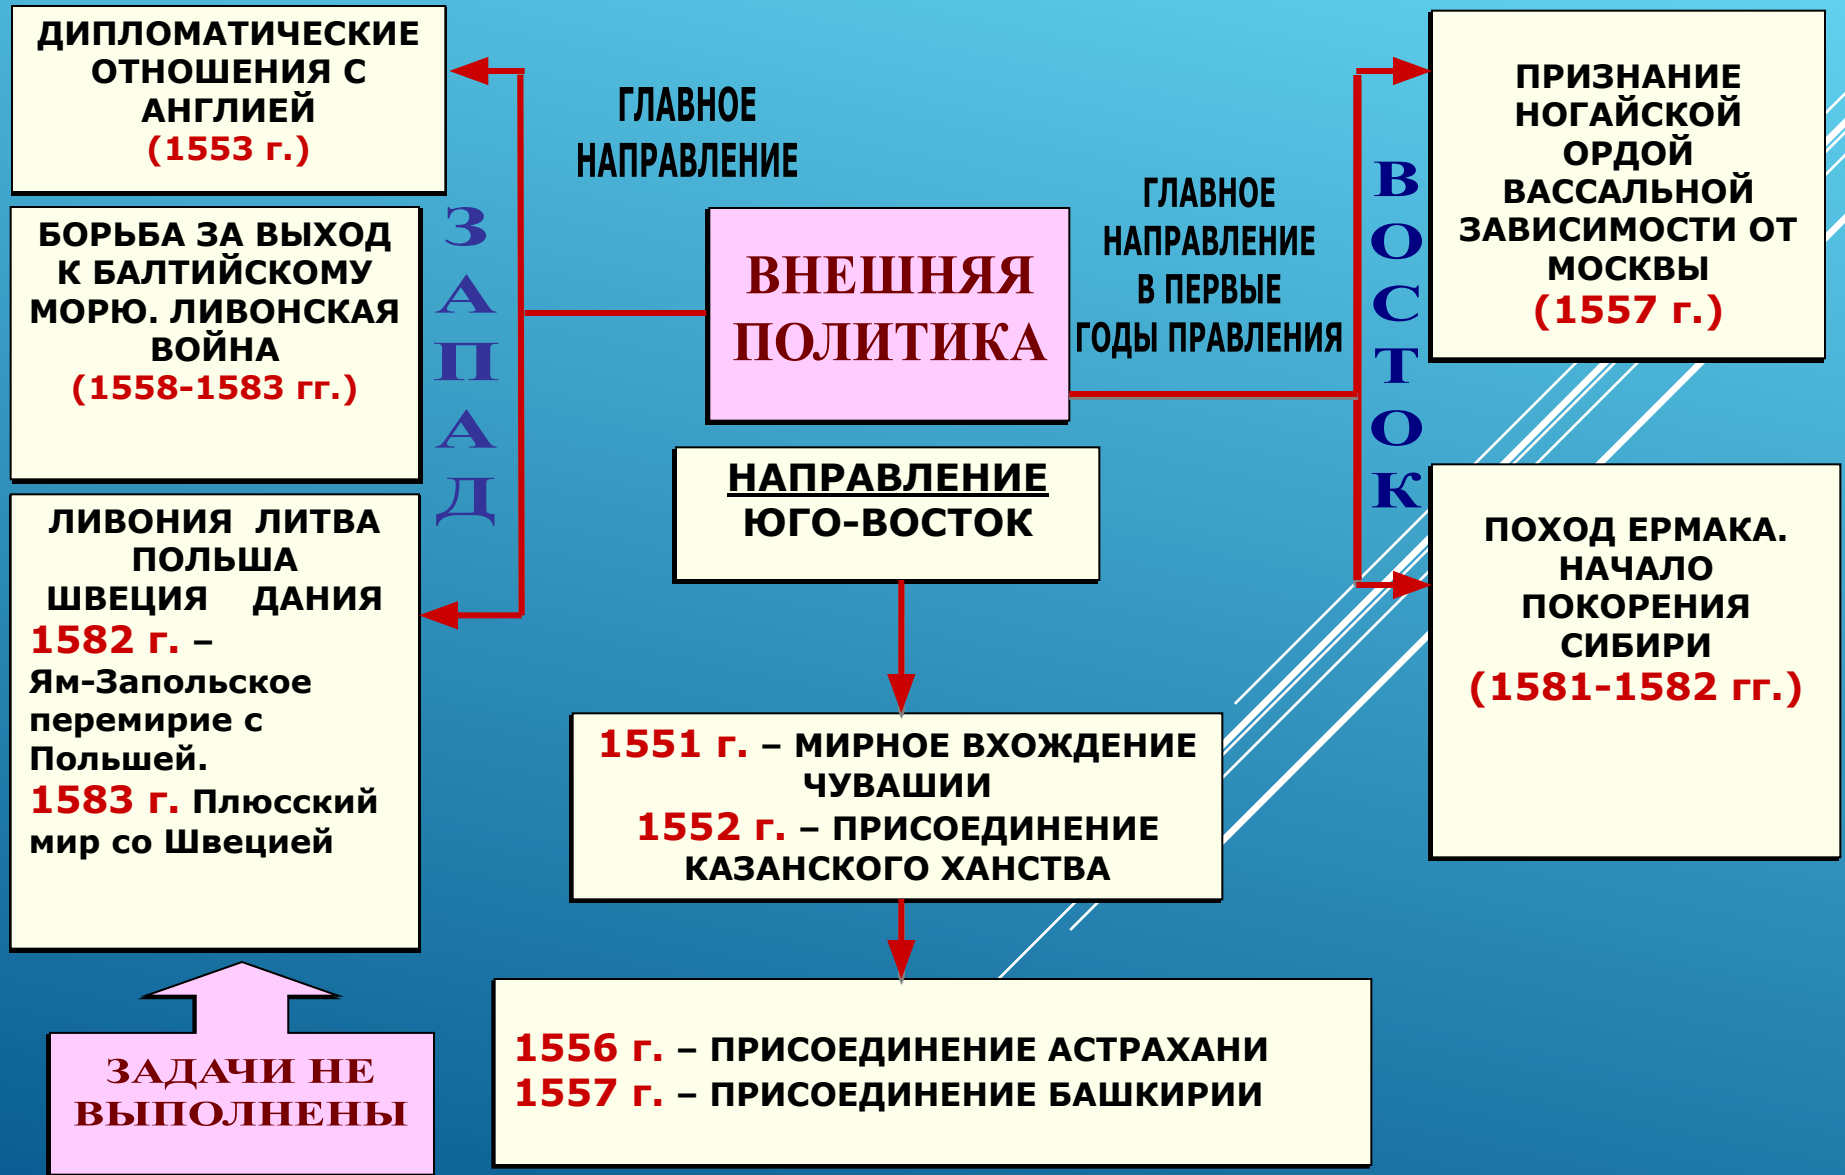 ДИПЛОМАТИЧЕСКИЕ
ОТНОШЕНИЯ С
АНГЛИЕЙ
(1553 г.)
БОРЬБА ЗА ВЫХОД
К БАЛТИЙСКОМУ
МОРЮ. ЛИВОНСКАЯ
ВОЙНА
(1558-1583 гг.)
ЛИВОНИЯ ЛИТВА
ПОЛЬША
ШВЕЦИЯ ДАНИЯ
1582 г. –
Ям-Запольское
перемирие с
Польшей.
1583 г. Плюсский
мир со Швецией
ЗАДАЧИ НЕ
ВЫПОЛНЕНЫ
ЗАПАД
ГЛАВНОЕ
НАПРАВЛЕНИЕ
ВНЕШНЯЯ
ПОЛИТИКА
НАПРАВЛЕНИЕ
ЮГО-ВОСТОК
1551 г. – МИРНОЕ ВХОЖДЕНИЕ
ЧУВАШИИ
1552 г. – ПРИСОЕДИНЕНИЕ
КАЗАНСКОГО ХАНСТВА
1556 г. – ПРИСОЕДИНЕНИЕ АСТРАХАНИ
1557 г. – ПРИСОЕДИНЕНИЕ БАШКИРИИ
ГЛАВНОЕ
НАПРАВЛЕНИЕ
В ПЕРВЫЕ
ГОДЫ ПРАВЛЕНИЯ
ВОСТОК
ПРИЗНАНИЕ
НОГАЙСКОЙ
ОРДОЙ
ВАССАЛЬНОЙ
ЗАВИСИМОСТИ ОТ
МОСКВЫ
(1557 г.)
ПОХОД ЕРМАКА.
НАЧАЛО
ПОКОРЕНИЯ
СИБИРИ
(1581-1582 гг.)